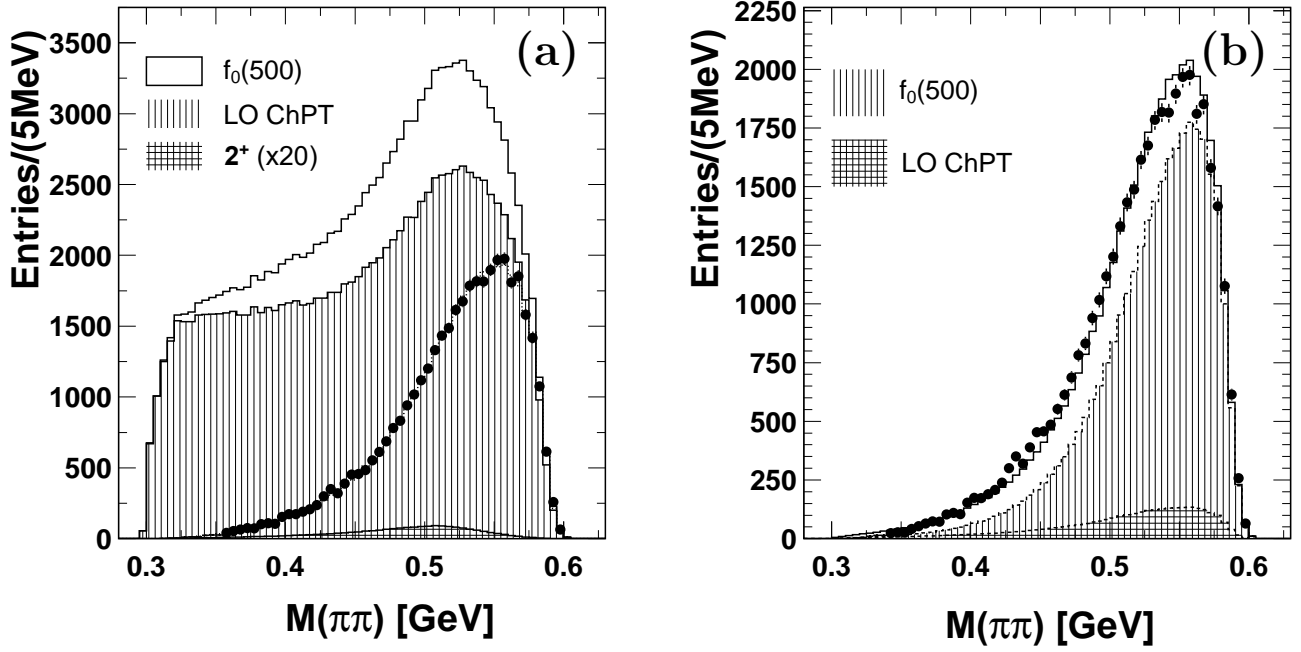 (a)
Entries/(5MeV)
3500
3000
2500
2000
1500
1000
500
0
f₀(500)
LO ChPT
2⁺ (x20)
0.3 0.4 0.5 0.6
M(ππ) [GeV]
(b)
Entries/(5MeV)
2250
2000
1750
1500
1250
1000
750
500
250
0
f₀(500)
LO ChPT
0.3 0.4 0.5 0.6
M(ππ) [GeV]